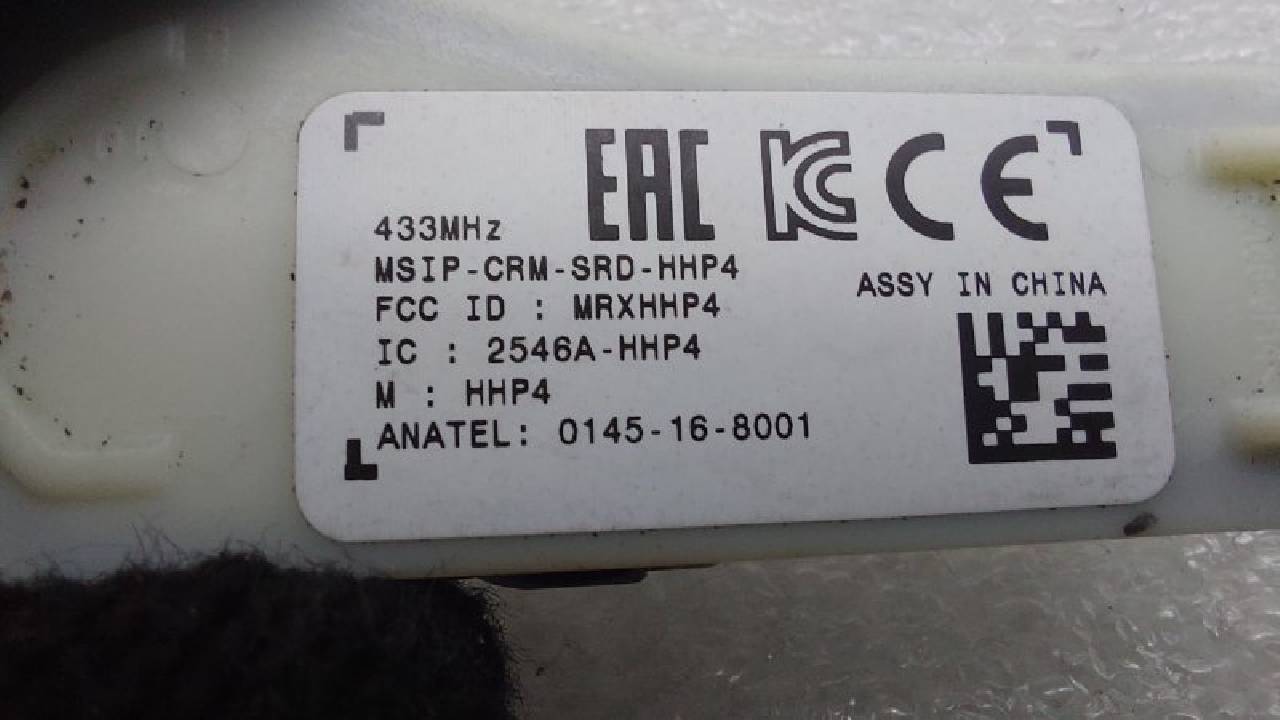 EAC KC CE
433MHz
MSIP-CRM-SRD-HHP4
FCC ID : MRXHHP4
ASSY IN CHINA
IC : 2546A-HHP4
M : HHP4
ANATEL: 0145-16-8001